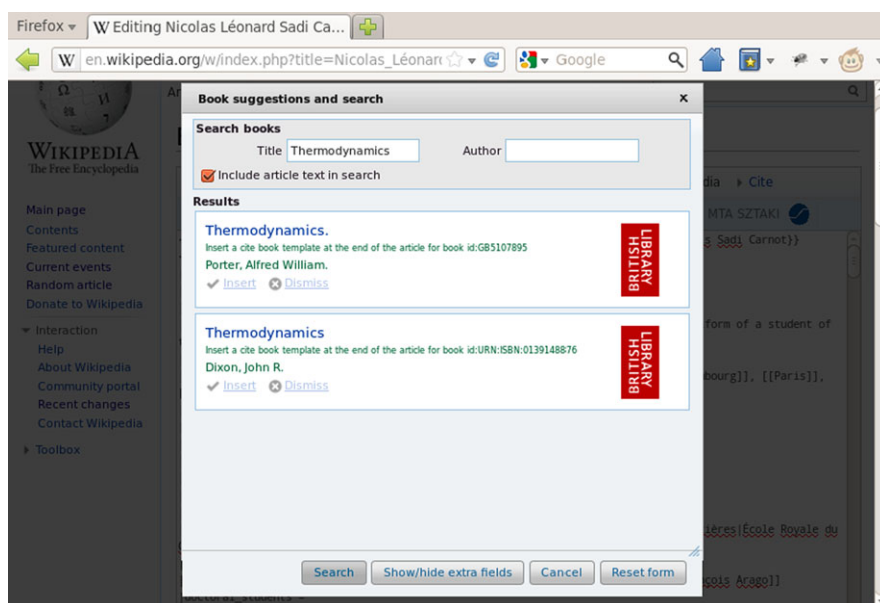 Firefox
W Editing Nicolas Léonard Sadi Ca...
W en.wikipedia.org/w/index.php?title=Nicolas_Léonar
Google
Ω
И
WIKIPEDIA
The Free Encyclopedia
Main page
Contents
Featured content
Current events
Random article
Donate to Wikipedia
Interaction
Help
About Wikipedia
Community portal
Recent changes
Contact Wikipedia
Toolbox
Book suggestions and search
x
Search books
Title Thermodynamics Author
Include article text in search
Results
Thermodynamics.
Insert a cite book template at the end of the article for book id:GB5107895
Porter, Alfred William.
Insert Dismiss
BRITISH
LIBRARY
Thermodynamics
Insert a cite book template at the end of the article for book id:URN:ISBN:0139148876
Dixon, John R.
Insert Dismiss
BRITISH
LIBRARY
Search Show/hide extra fields Cancel Reset form
dia Cite
MTA SZTAKI
s Sadi Carnot}}
form of a student of
bourg]], [[Paris]],
ières|École Royale du
çois Arago]]
doctoral_students =